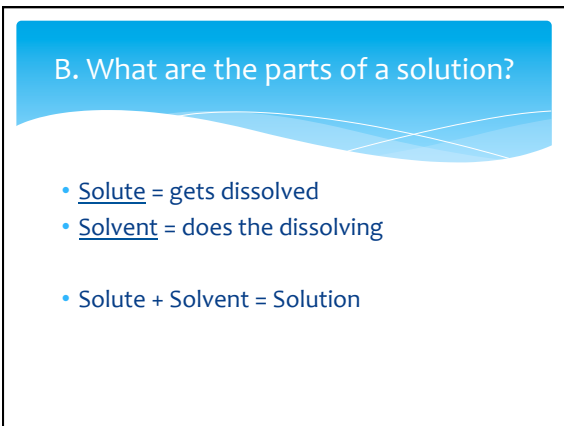 B. What are the parts of a solution?
• Solute = gets dissolved
• Solvent = does the dissolving
• Solute + Solvent = Solution